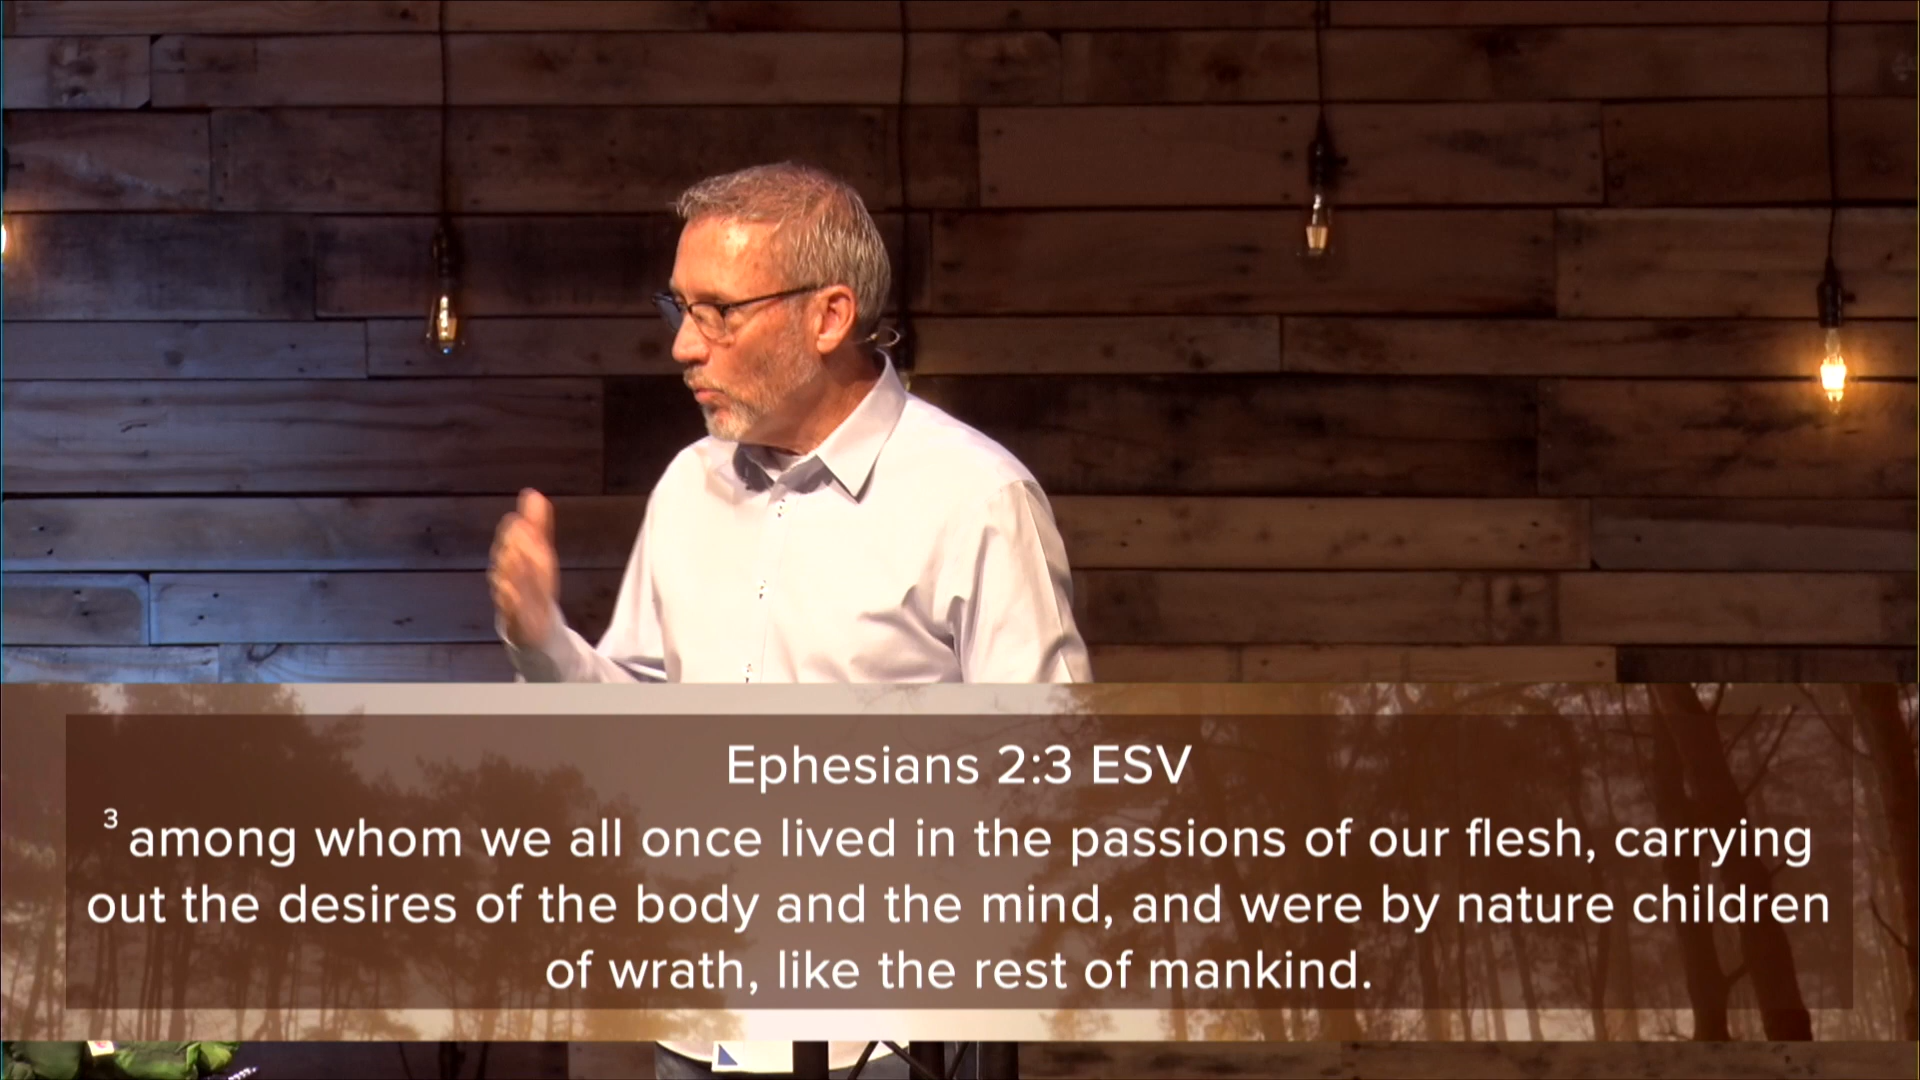 Ephesians 2:3 ESV
3 among whom we all once lived in the passions of our flesh, carrying
out the desires of the body and the mind, and were by nature children
of wrath, like the rest of mankind.